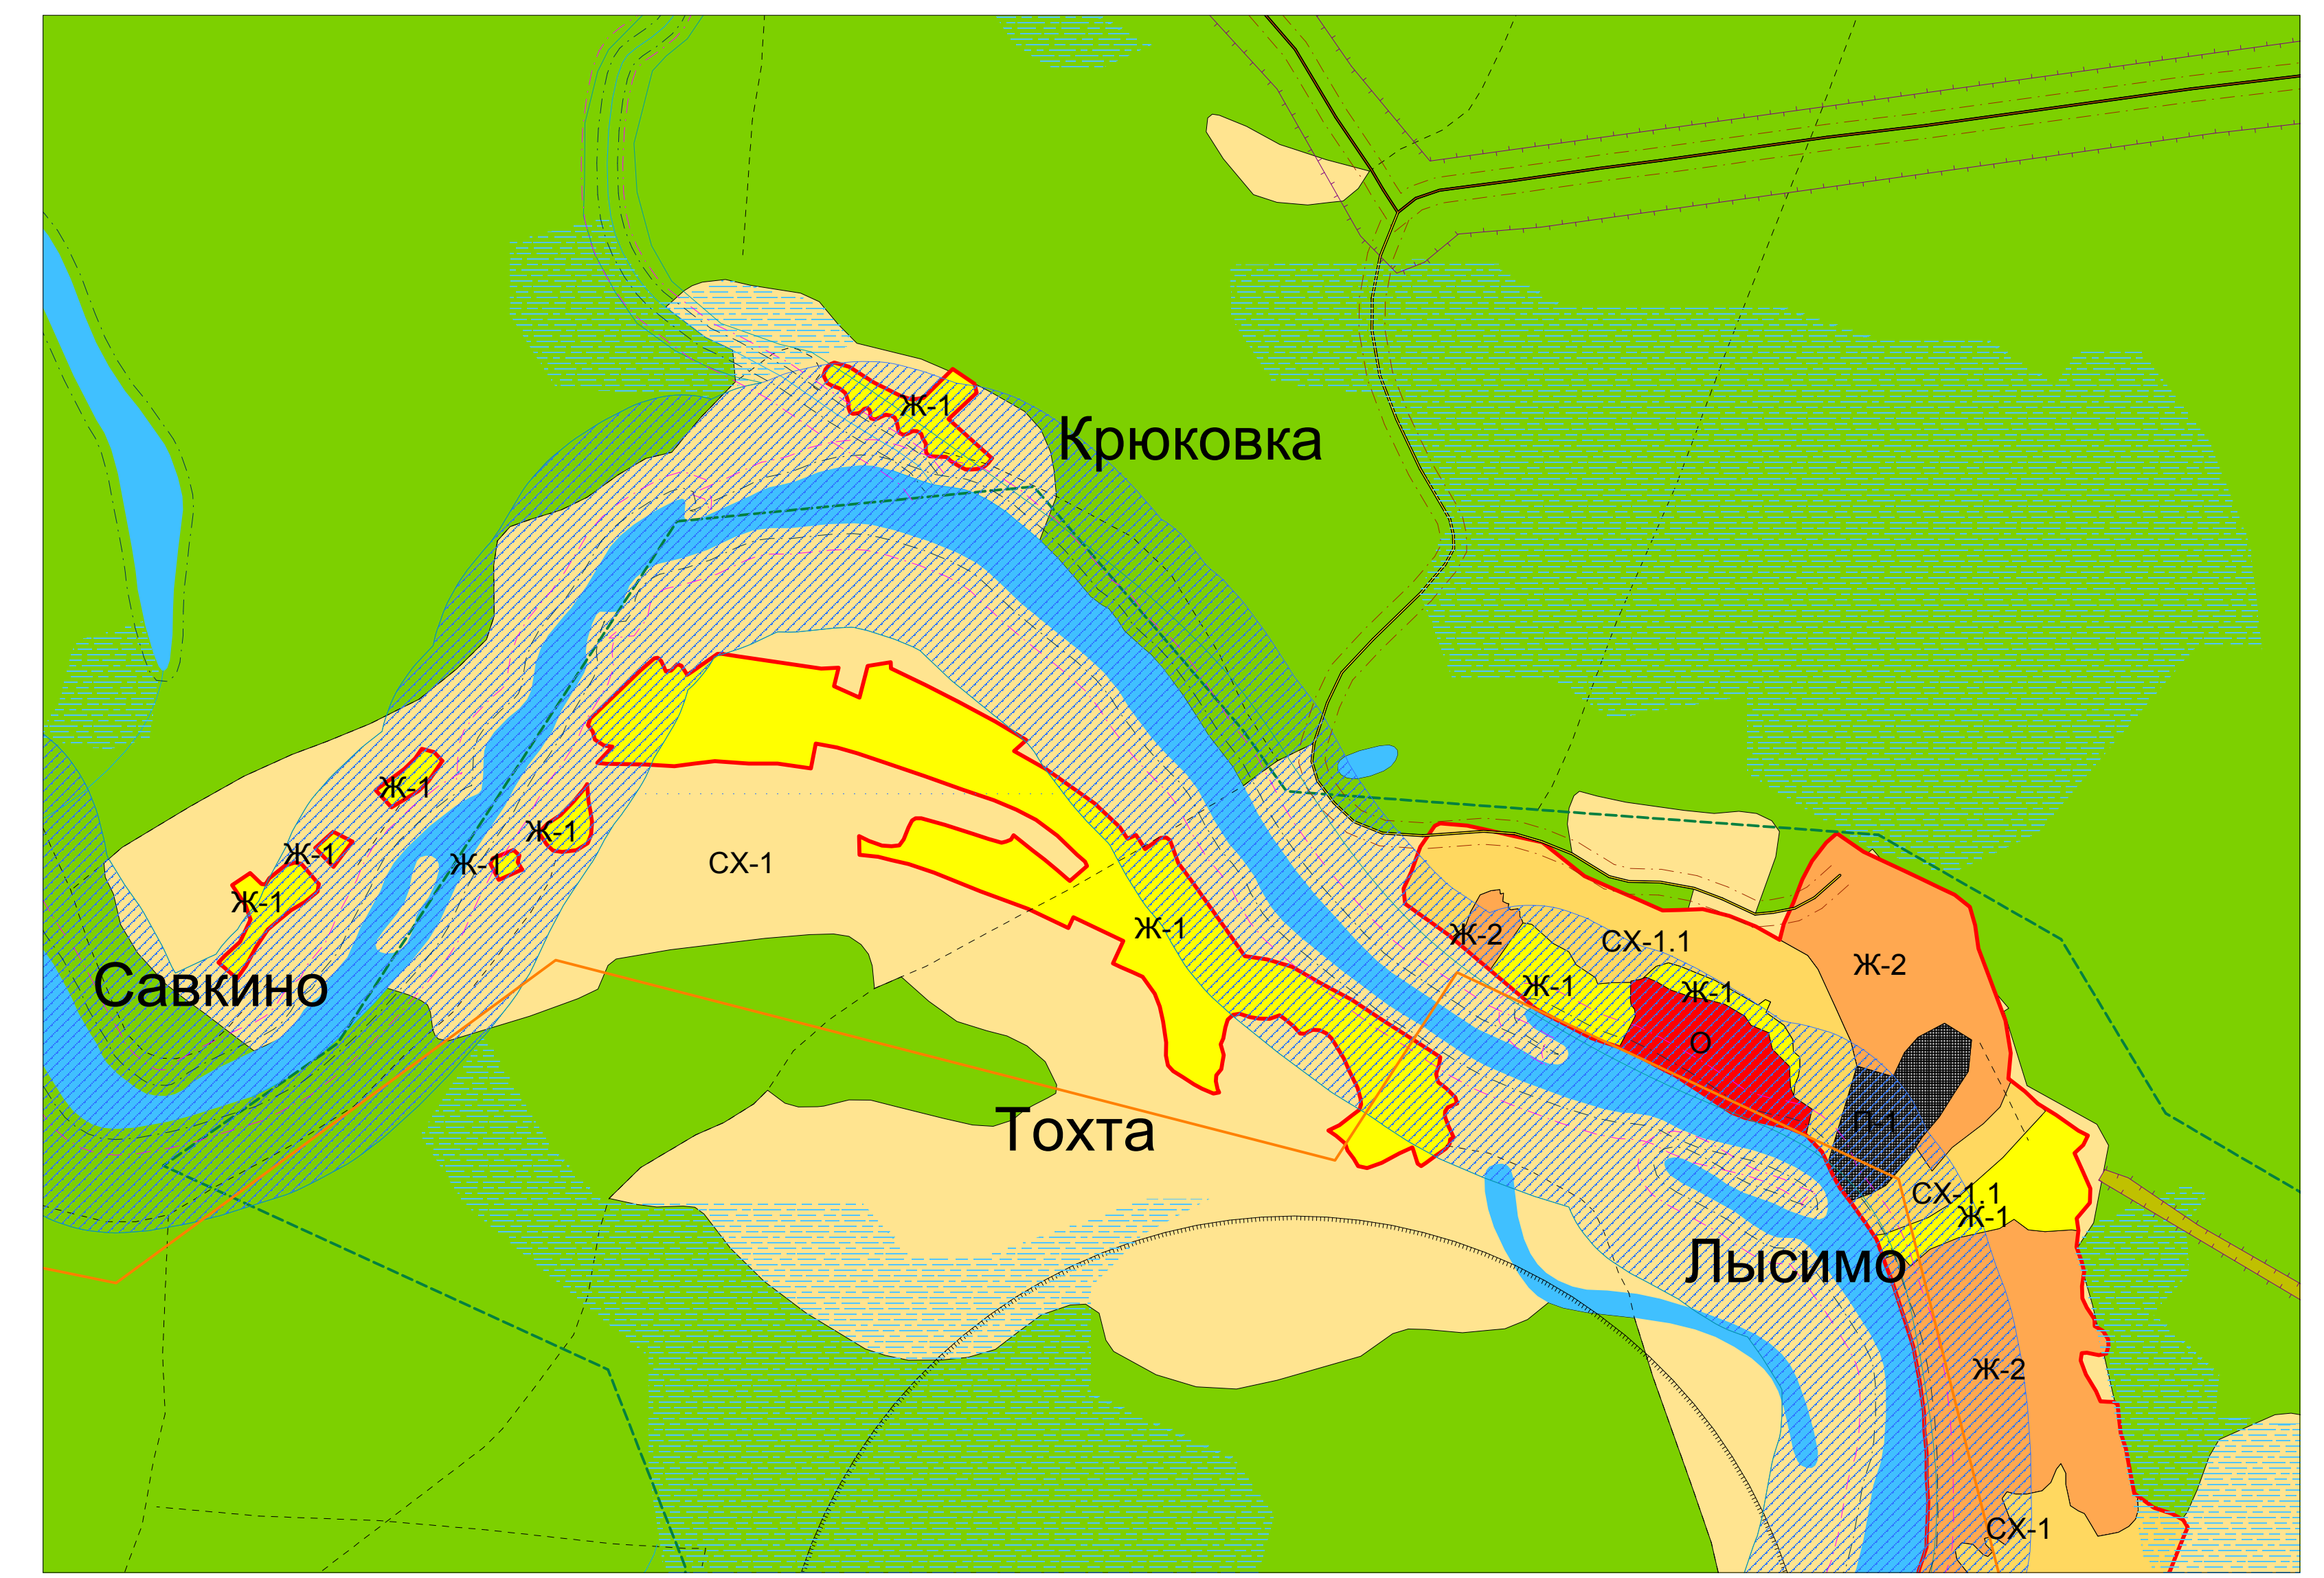 Ж-1
Крюковка
Ж-1
Ж-1
Ж-1
Ж-1
СХ-1
Ж-1
Ж-1
Савкино
Тохта
Ж-2
СХ-1.1
Ж-2
Ж-1
Ж-1
О
П-1
СХ-1.1
Ж-1
Лысимо
Ж-2
СХ-1